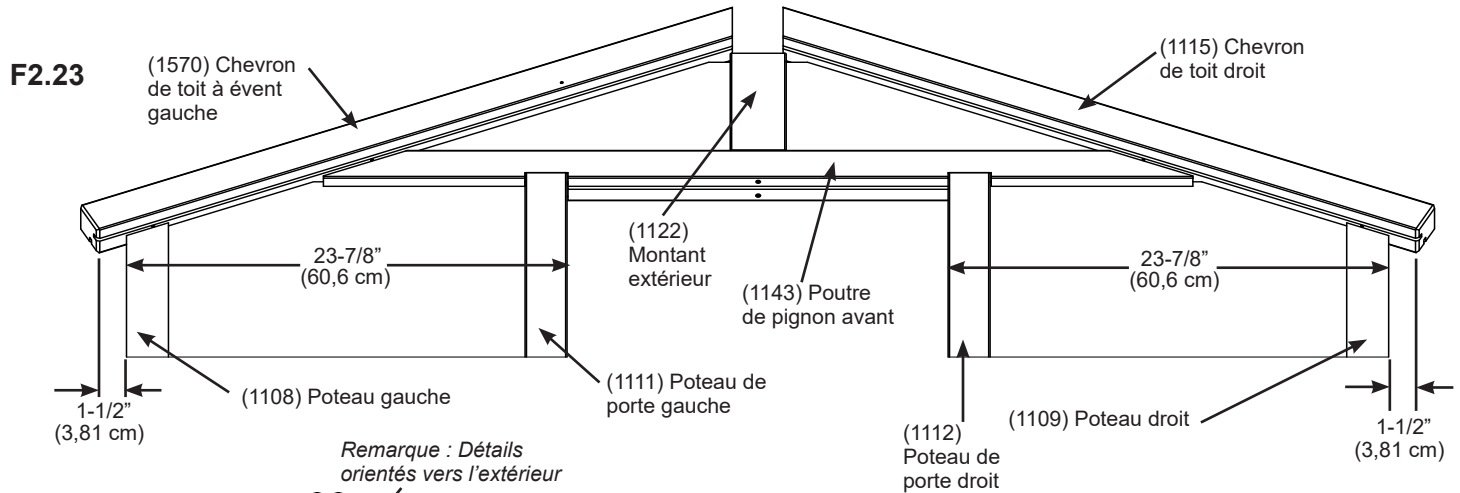 F2.23
(1570) Chevron
de toit à évent
gauche
(1115) Chevron
de toit droit
23-7/8”
(60,6 cm)
(1122)
Montant
extérieur
(1143) Poutre
de pignon avant
23-7/8”
(60,6 cm)
1-1/2”
(3,81 cm)
(1108) Poteau gauche
(1111) Poteau de
porte gauche
(1112)
Poteau de
porte droit
(1109) Poteau droit
1-1/2”
(3,81 cm)
Remarque : Détails
orientés vers l’extérieur